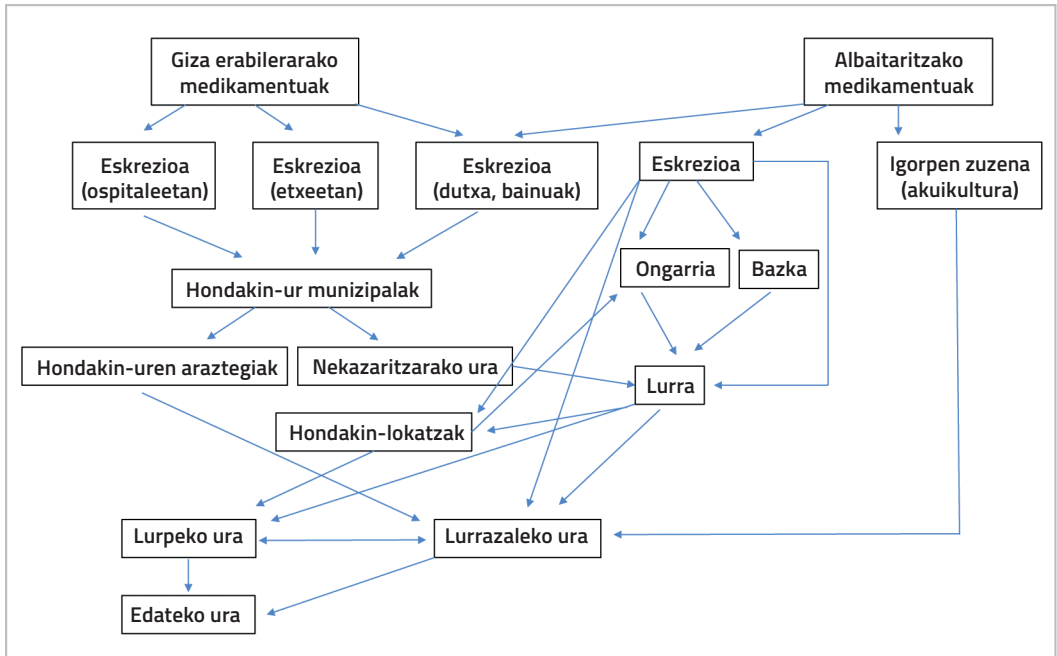 Giza erabilerarako
medikamentuak
Albaitaritzako
medikamentuak
Eskrezioa
(ospitaleetan)
Eskrezioa
(etxeetan)
Eskrezioa
(dutxa, bainuak)
Eskrezioa
Igorpen zuzena
(akuikultura)
Ongarria
Bazka
Hondakin-ur munizipalak
Hondakin-uren araztegiak
Nekazaritzarako ura
Lurra
Hondakin-lokatzak
Lurpeko ura
Lurrazaleko ura
Edateko ura